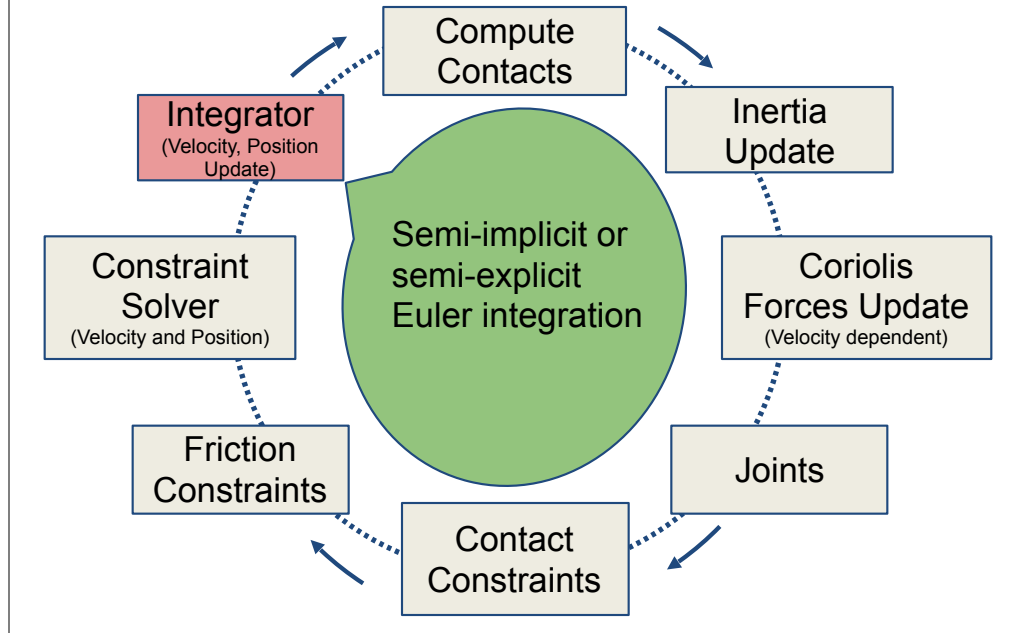 Compute
Contacts
Inertia
Update
Coriolis
Forces Update
(Velocity dependent)
Joints
Contact
Constraints
Friction
Constraints
Constraint
Solver
(Velocity and Position)
Integrator
(Velocity, Position
Update)
Semi-implicit or
semi-explicit
Euler integration